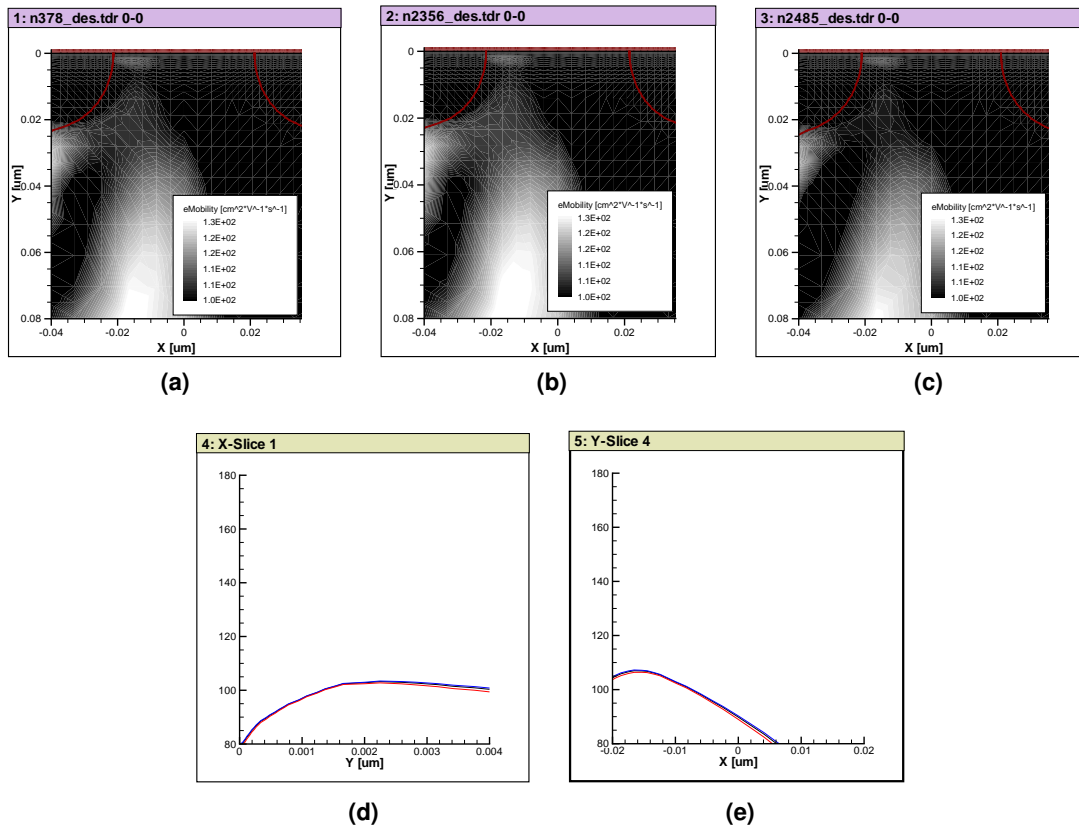 1: n378_des.tdr 0-0
2: n2356_des.tdr 0-0
3: n2485_des.tdr 0-0
0
0.02
0.04
0.06
0.08
Y [um]
-0.04
-0.02
0
0.02
X [um]
eMobility [cm^2*V^-1*s^-1]
1.3E+02
1.2E+02
1.2E+02
1.1E+02
1.1E+02
1.0E+02
(a)
0
0.02
0.04
0.06
0.08
Y [um]
-0.04
-0.02
0
0.02
X [um]
eMobility [cm^2*V^-1*s^-1]
1.3E+02
1.2E+02
1.2E+02
1.1E+02
1.1E+02
1.0E+02
(b)
0
0.02
0.04
0.06
0.08
Y [um]
-0.04
-0.02
0
0.02
X [um]
eMobility [cm^2*V^-1*s^-1]
1.3E+02
1.2E+02
1.2E+02
1.1E+02
1.1E+02
1.0E+02
(c)
4: X-Slice 1
180
160
140
120
100
80
0
0.001
0.002
0.003
0.004
Y [um]
(d)
5: Y-Slice 4
180
160
140
120
100
80
-0.02
-0.01
0
0.01
0.02
X [um]
(e)